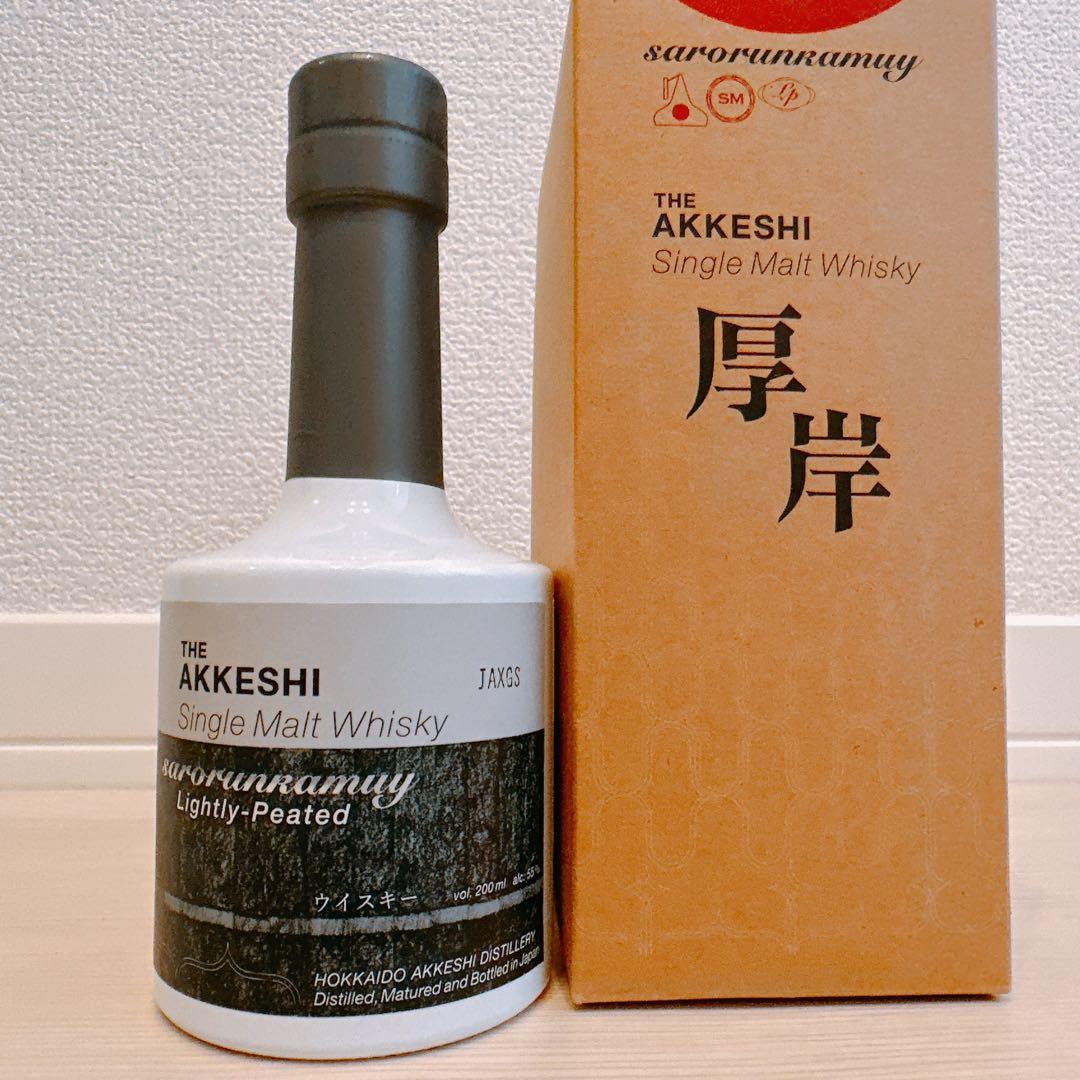 THE
AKKESHI
JAXGS
Single Malt Whisky
sarorunkamuy
Lightly-Peated
ウイスキー
vol. 200ml alc. 55%
HOKKAIDO AKKESHI DISTILLERY
Distilled, Matured and Bottled in Japan
sarorunkamuy
SM
Lp
THE
AKKESHI
Single Malt Whisky
厚
岸